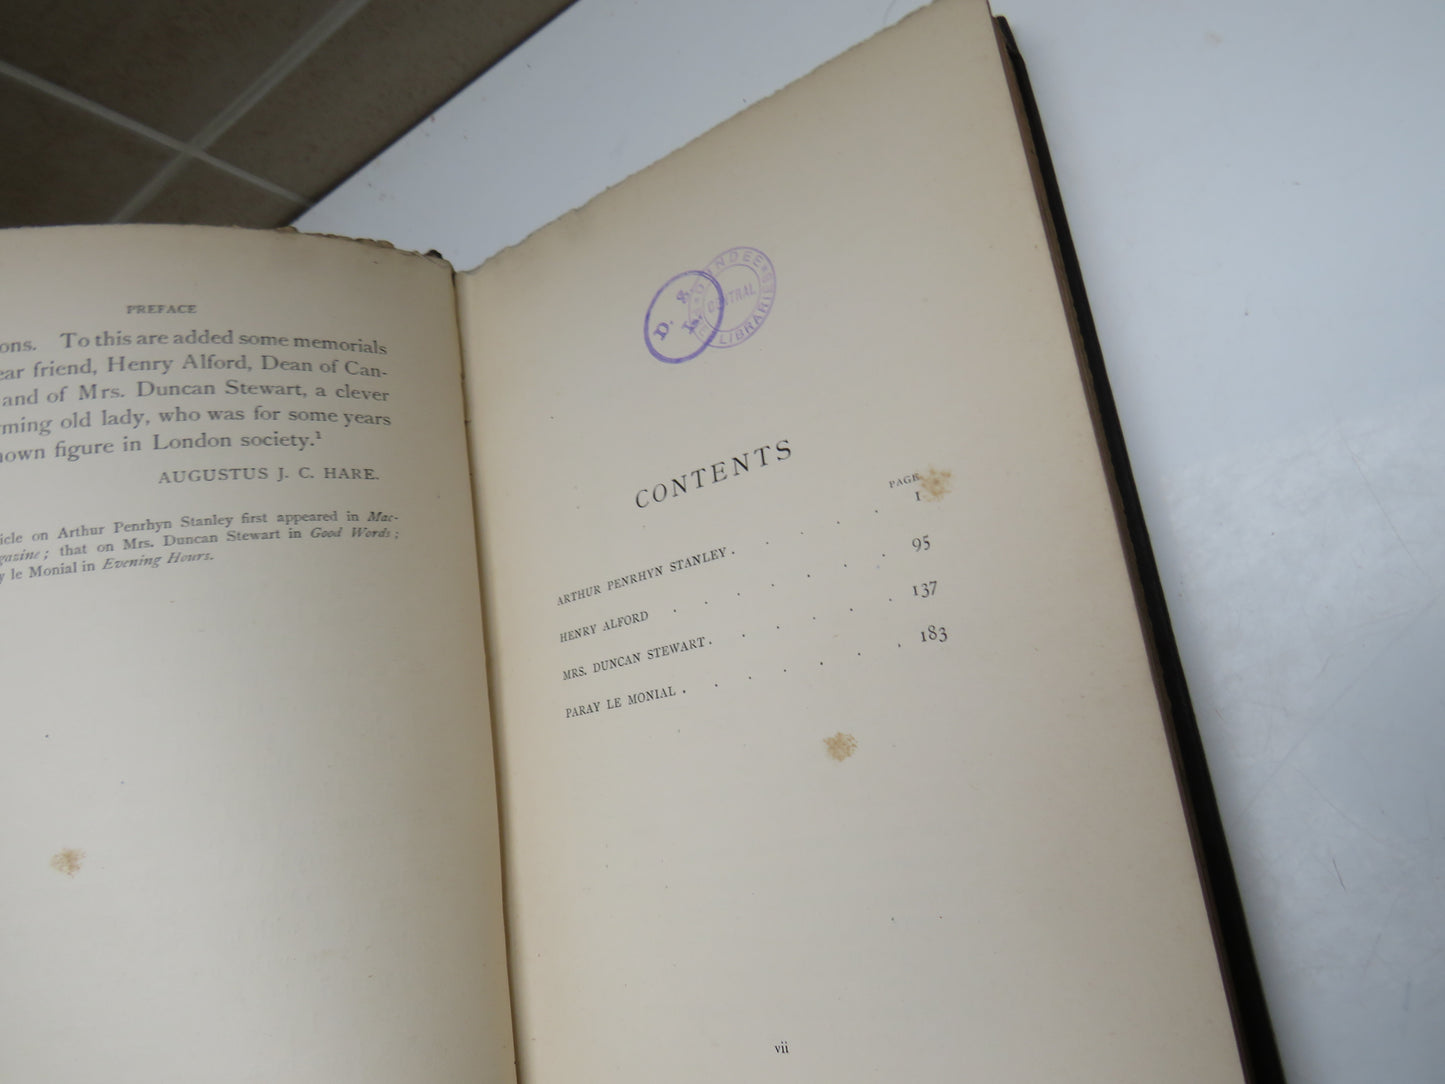 PREFACE
ons. To this are added some memorials
ear friend, Henry Alford, Dean of Can-
and of Mrs. Duncan Stewart, a clever
rming old lady, who was for some years
nown figure in London society.¹
AUGUSTUS J. C. HARE.
icle on Arthur Penrhyn Stanley first appeared in Mac-
gazine; that on Mrs. Duncan Stewart in Good Words;
y le Monial in Evening Hours.
D. S.
DUNDEE
CENTRAL
LIBRARIES
CONTENTS
PAGE
ARTHUR PENRHYN STANLEY . . . . . 1
HENRY ALFORD . . . . . . . 95
MRS. DUNCAN STEWART . . . . . . 137
PARAY LE MONIAL . . . . . . . 183
vii